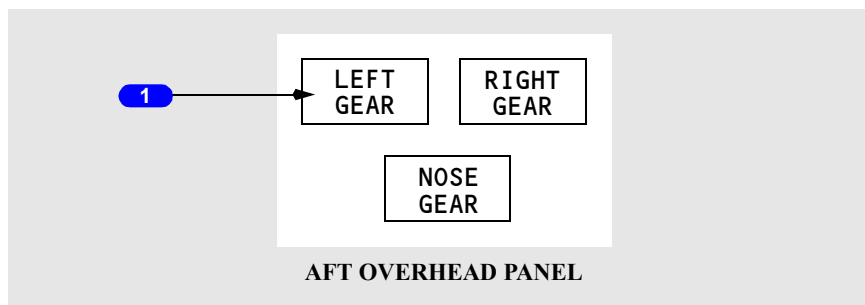 1
LEFT
GEAR
RIGHT
GEAR
NOSE
GEAR
AFT OVERHEAD PANEL